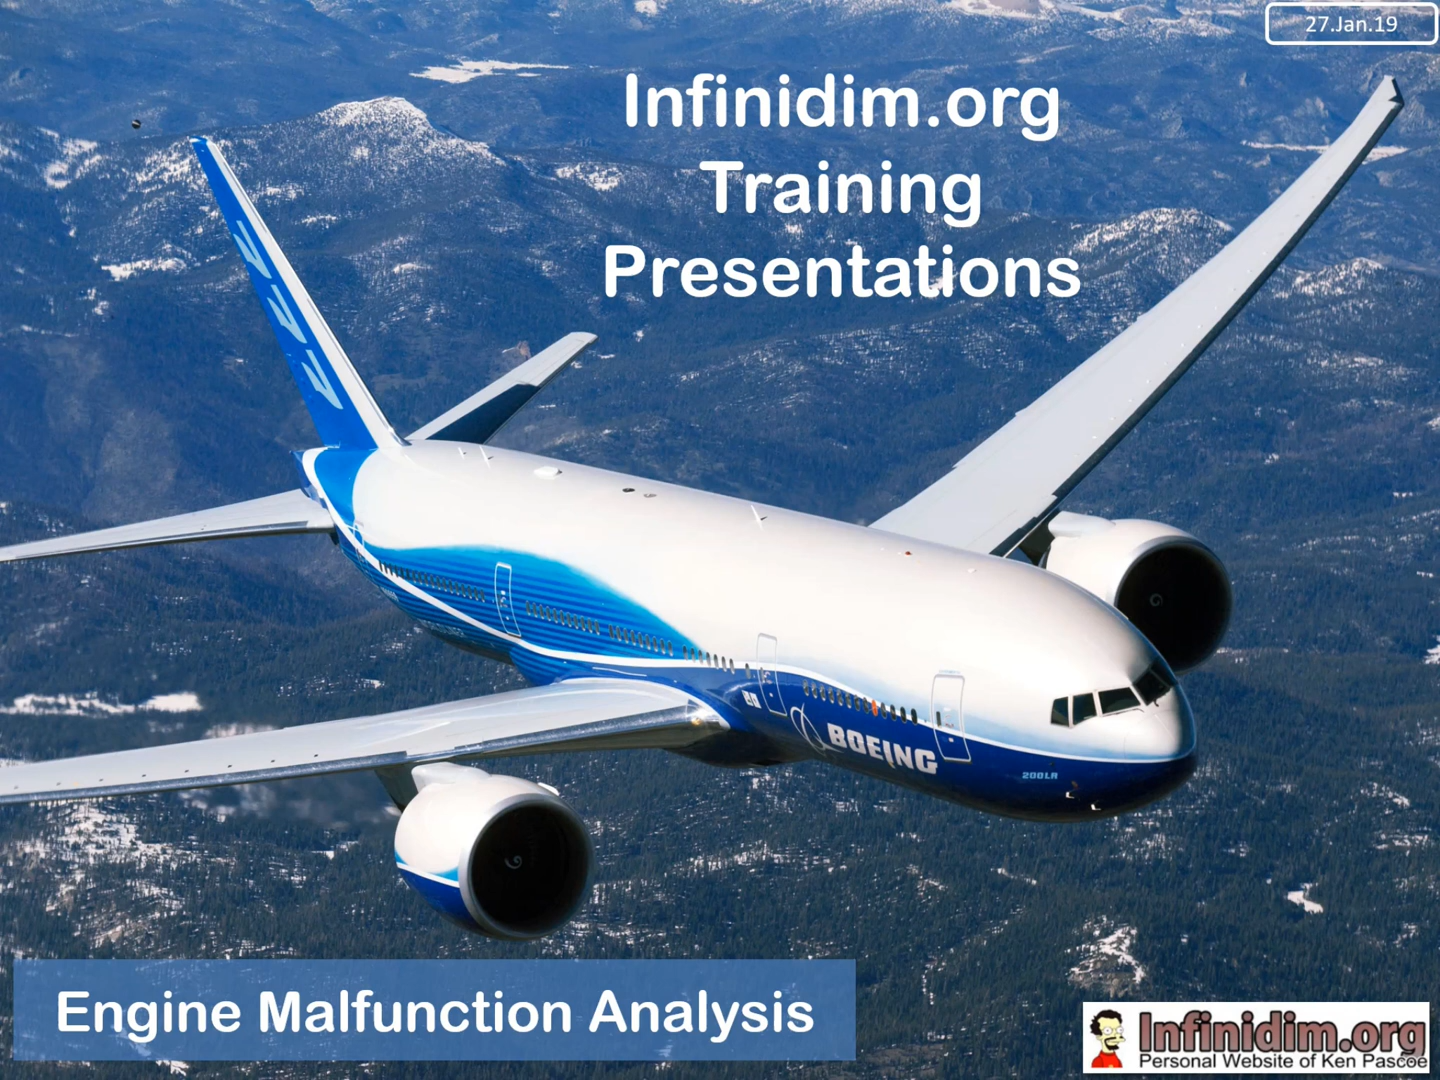 27.Jan.19
Infinidim.org
Training
Presentations
777
BOEING
200LR
Engine Malfunction Analysis
Infinidim.org
Personal Website of Ken Pascoe